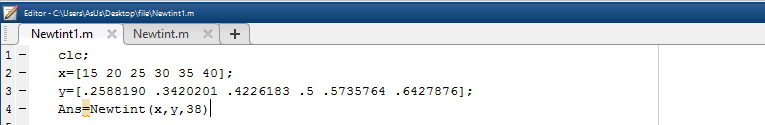 Editor - C:\Users\AsUs\Desktop\file\Newtint1.m
Newtint1.m Newtint.m
1 clc;
2 x=[15 20 25 30 35 40];
3 y=[.2588190 .3420201 .4226183 .5 .5735764 .6427876];
4 Ans=Newtint(x,y,38)